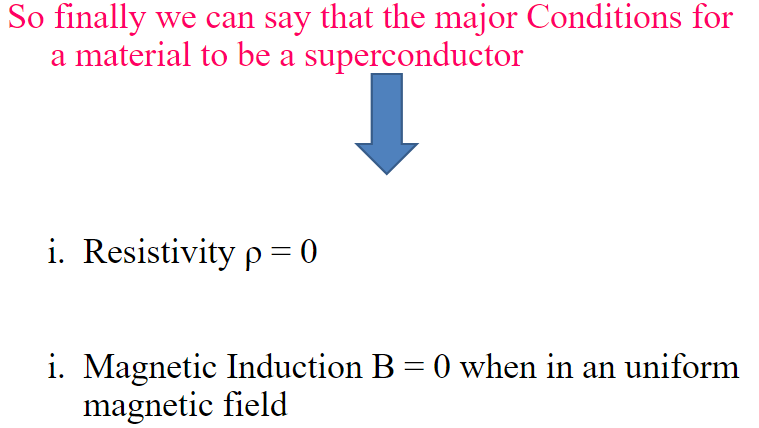 So finally we can say that the major Conditions for
a material to be a superconductor
i. Resistivity ρ = 0
i. Magnetic Induction B = 0 when in an uniform
magnetic field